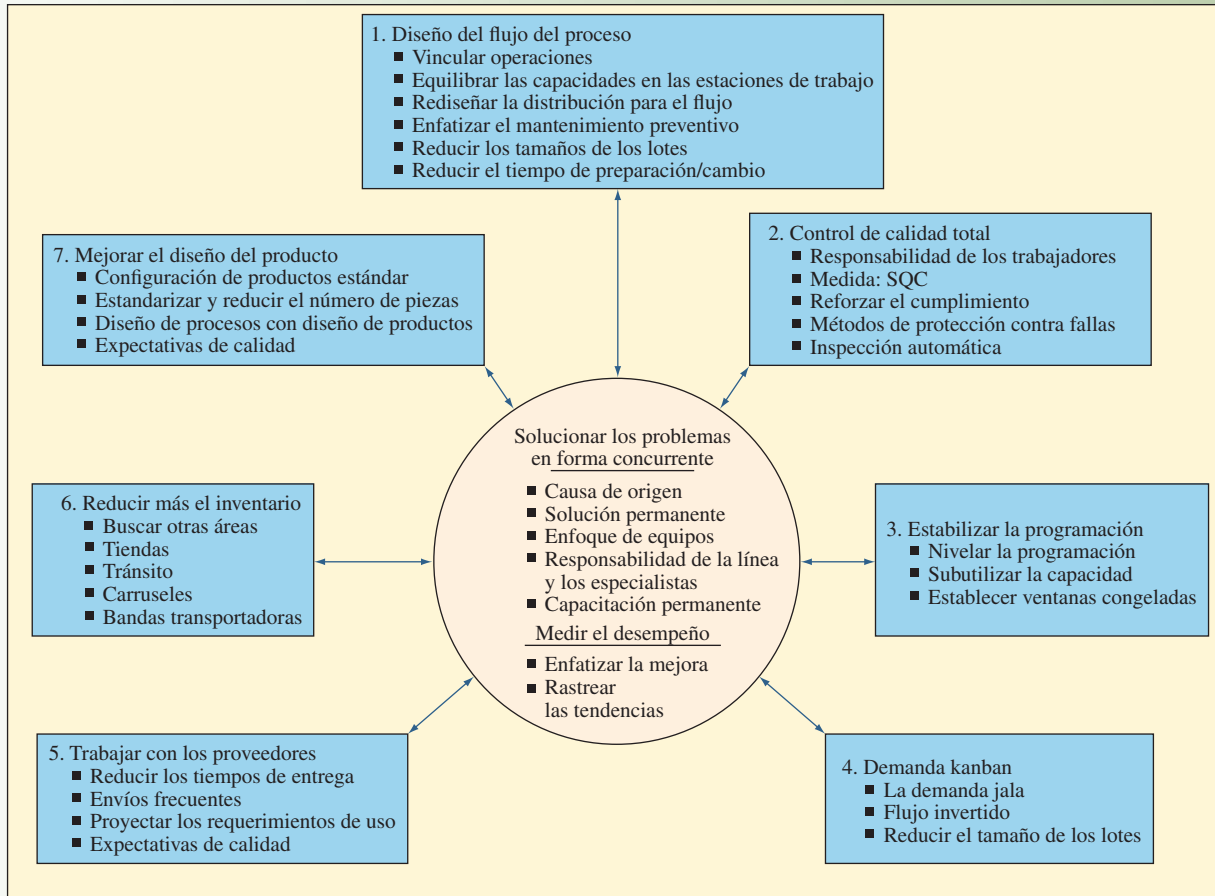 1. Diseño del flujo del proceso
■ Vincular operaciones
■ Equilibrar las capacidades en las estaciones de trabajo
■ Rediseñar la distribución para el flujo
■ Enfatizar el mantenimiento preventivo
■ Reducir los tamaños de los lotes
■ Reducir el tiempo de preparación/cambio
2. Control de calidad total
■ Responsabilidad de los trabajadores
■ Medida: SQC
■ Reforzar el cumplimiento
■ Métodos de protección contra fallas
■ Inspección automática
3. Estabilizar la programación
■ Nivelar la programación
■ Subutilizar la capacidad
■ Establecer ventanas congeladas
4. Demanda kanban
■ La demanda jala
■ Flujo invertido
■ Reducir el tamaño de los lotes
5. Trabajar con los proveedores
■ Reducir los tiempos de entrega
■ Envíos frecuentes
■ Proyectar los requerimientos de uso
■ Expectativas de calidad
6. Reducir más el inventario
■ Buscar otras áreas
■ Tiendas
■ Tránsito
■ Carruseles
■ Bandas transportadoras
7. Mejorar el diseño del producto
■ Configuración de productos estándar
■ Estandarizar y reducir el número de piezas
■ Diseño de procesos con diseño de productos
■ Expectativas de calidad
Solucionar los problemas
en forma concurrente
■ Causa de origen
■ Solución permanente
■ Enfoque de equipos
■ Responsabilidad de la línea
y los especialistas
■ Capacitación permanente
Medir el desempeño
■ Enfatizar la mejora
■ Rastrear
las tendencias